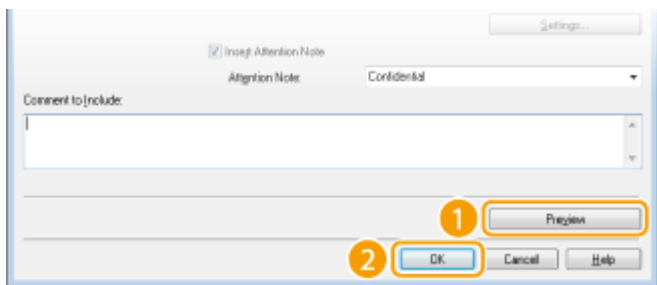 Settings...
Insert Attention Note
Attention Note: Confidential
Comment to Include:
1 Preview
2 OK Cancel Help